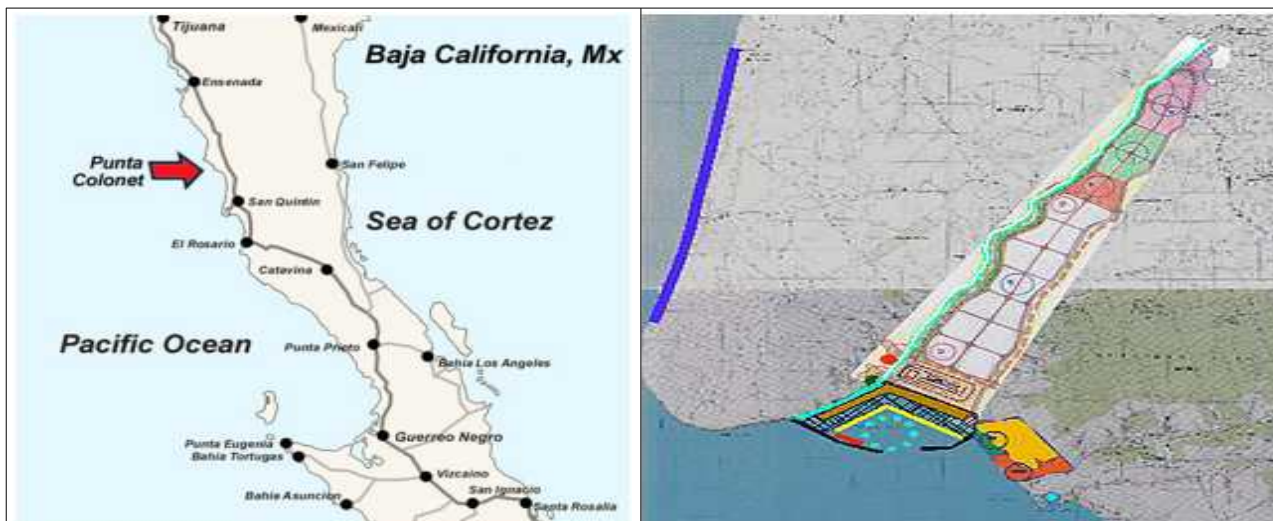 Tijuana
Mexicali
Baja California, Mx
Ensenada
Punta
Colonet
San Felipe
San Quintin
Sea of Cortez
El Rosario
Catavina
Pacific Ocean
Punta Prieto
Bahia Los Angeles
Guerreo Negro
Punta Eugenia
Bahia Tortugas
Vizcaino
Bahia Asuncion
San Ignacio
Santa Rosalia